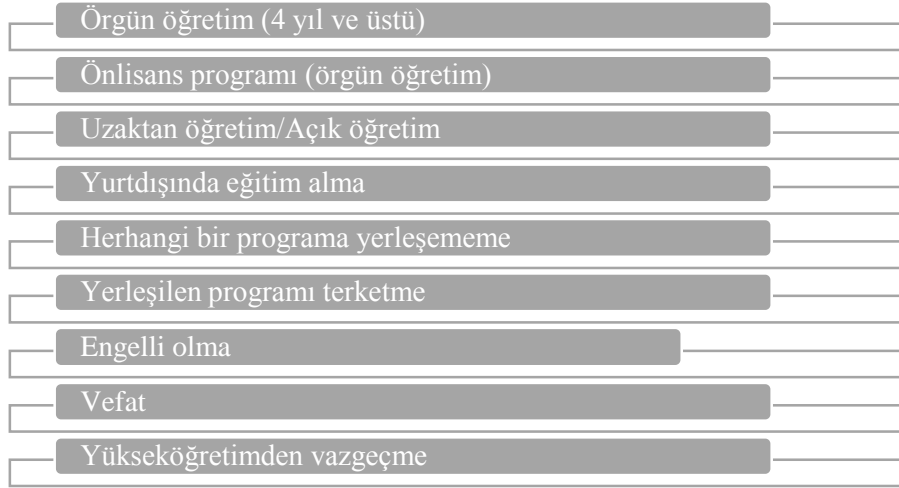 Örgün öğretim (4 yıl ve üstü)
Önlisans programı (örgün öğretim)
Uzaktan öğretim/Açık öğretim
Yurtdışında eğitim alma
Herhangi bir programa yerleşememe
Yerleşilen programı terketme
Engelli olma
Vefat
Yükseköğretimden vazgeçme